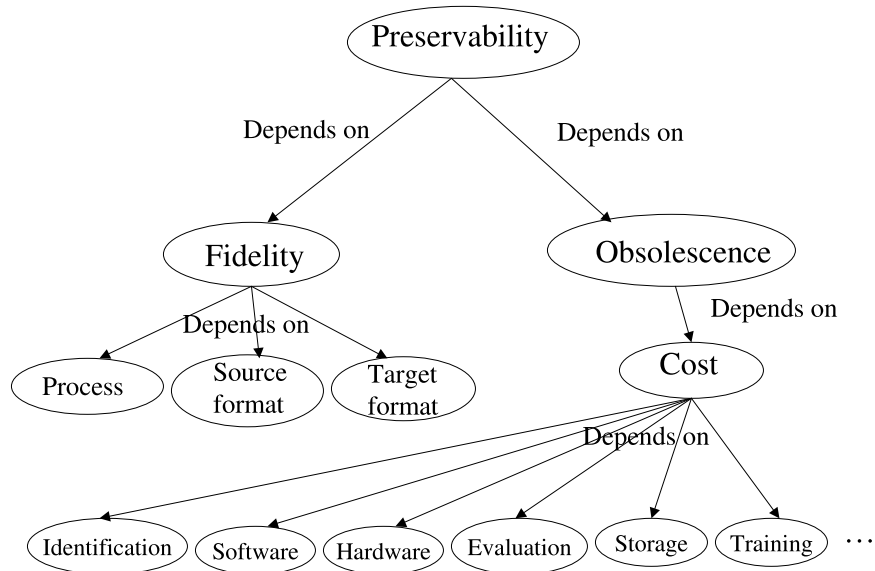 Preservability
Depends on
Depends on
Fidelity
Obsolescence
Depends on
Depends on
Process
Source
format
Target
format
Cost
Depends on
Identification
Software
Hardware
Evaluation
Storage
Training
...